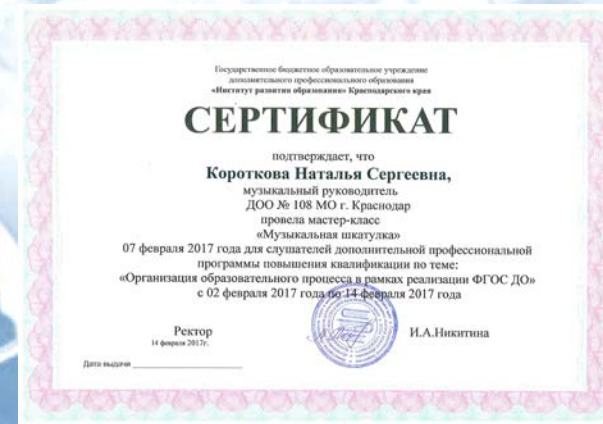 Государственное бюджетное образовательное учреждение
дополнительного профессионального образования
«Институт развития образования» Краснодарского края
СЕРТИФИКАТ
подтверждает, что
Короткова Наталья Сергеевна,
музыкальный руководитель
ДОО № 108 МО г. Краснодар
провела мастер-класс
«Музыкальная шкатулка»
07 февраля 2017 года для слушателей дополнительной профессиональной
программы повышения квалификации по теме:
«Организация образовательного процесса в рамках реализации ФГОС ДО»
с 02 февраля 2017 года по 14 февраля 2017 года
Ректор
И.А.Никитина
14 февраля 2017г.
Дата выдачи